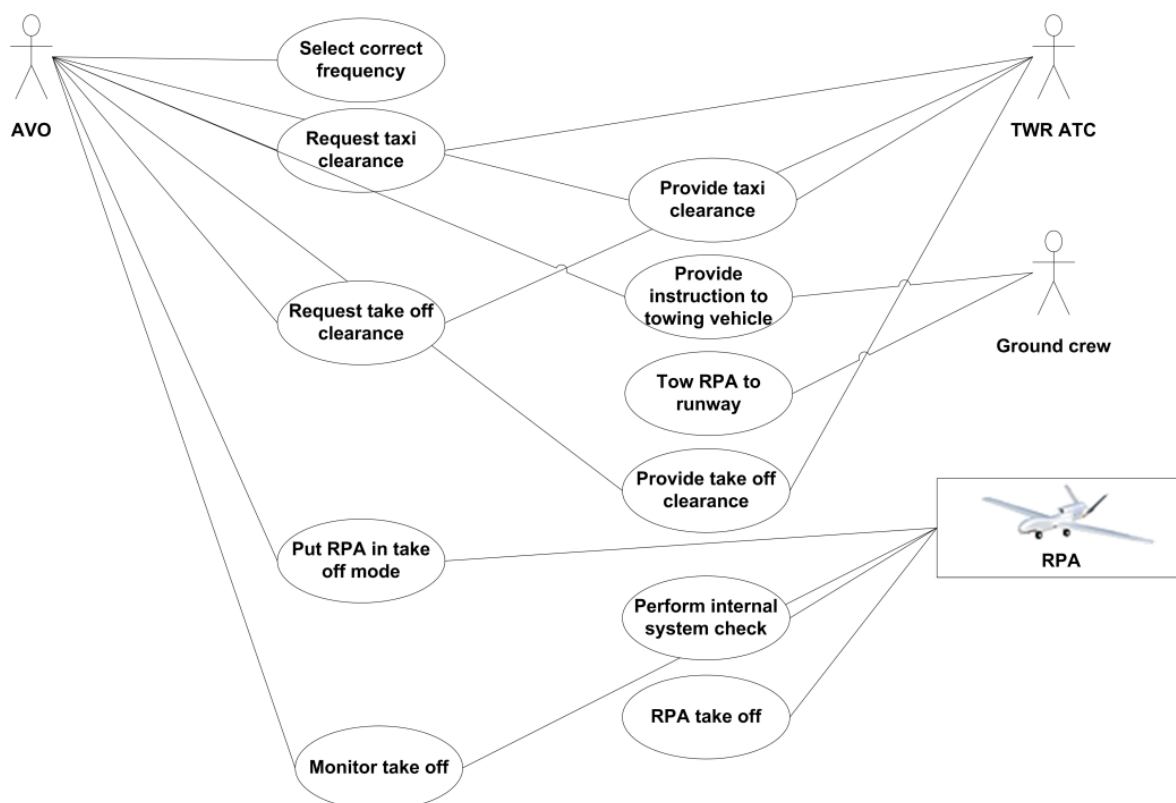 Select correct
frequency
AVO
TWR ATC
Request taxi
clearance
Provide taxi
clearance
Provide
instruction to
towing vehicle
Request take off
clearance
Ground crew
Tow RPA to
runway
Provide take off
clearance
Put RPA in take
off mode
RPA
Perform internal
system check
RPA take off
Monitor take off